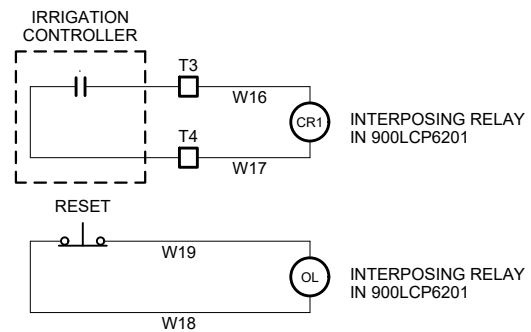 IRRIGATION
CONTROLLER
T3
W16
CR1
INTERPOSING RELAY
IN 900LCP6201
T4
W17
RESET
W19
OL
INTERPOSING RELAY
IN 900LCP6201
W18